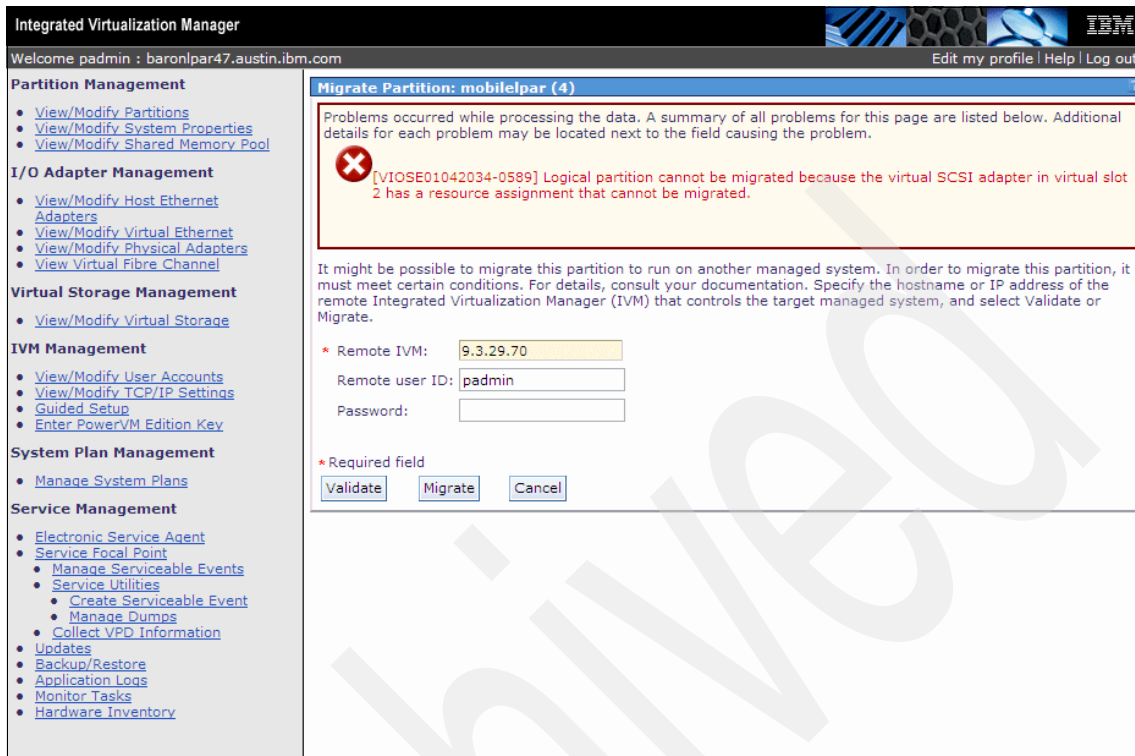 Integrated Virtualization Manager
IBM
Welcome padmin : baronlpar47.austin.ibm.com
Edit my profile | Help | Log out
Partition Management
View/Modify Partitions
View/Modify System Properties
View/Modify Shared Memory Pool
I/O Adapter Management
View/Modify Host Ethernet
Adapters
View/Modify Virtual Ethernet
View/Modify Physical Adapters
View Virtual Fibre Channel
Virtual Storage Management
View/Modify Virtual Storage
IVM Management
View/Modify User Accounts
View/Modify TCP/IP Settings
Guided Setup
Enter PowerVM Edition Key
System Plan Management
Manage System Plans
Service Management
Electronic Service Agent
Service Focal Point
Manage Serviceable Events
Service Utilities
Create Serviceable Event
Manage Dumps
Collect VPD Information
Updates
Backup/Restore
Application Logs
Monitor Tasks
Hardware Inventory
Migrate Partition: mobilelpar (4)
Problems occurred while processing the data. A summary of all problems for this page are listed below. Additional
details for each problem may be located next to the field causing the problem.
[VIOSE01042034-0589] Logical partition cannot be migrated because the virtual SCSI adapter in virtual slot
2 has a resource assignment that cannot be migrated.
It might be possible to migrate this partition to run on another managed system. In order to migrate this partition, it
must meet certain conditions. For details, consult your documentation. Specify the hostname or IP address of the
remote Integrated Virtualization Manager (IVM) that controls the target managed system, and select Validate or
Migrate.
* Remote IVM: 9.3.29.70
Remote user ID: padmin
Password:
* Required field
Validate Migrate Cancel
hived